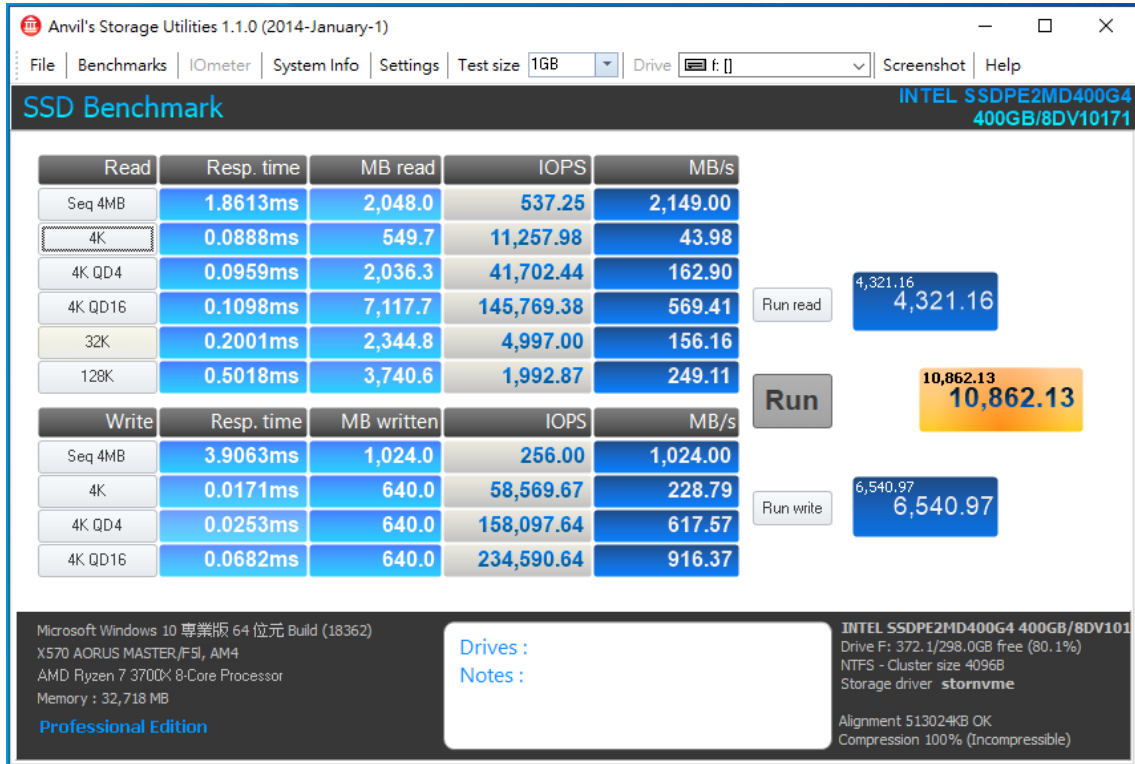 Anvil's Storage Utilities 1.1.0 (2014-January-1)
File Benchmarks IOmeter System Info Settings Test size 1GB Drive f: [] Screenshot Help
SSD Benchmark
INTEL SSDPE2MD400G4
400GB/8DV10171
Read Resp. time MB read IOPS MB/s
Seq 4MB 1.8613ms 2,048.0 537.25 2,149.00
4K 0.0888ms 549.7 11,257.98 43.98
4K QD4 0.0959ms 2,036.3 41,702.44 162.90
4K QD16 0.1098ms 7,117.7 145,769.38 569.41
32K 0.2001ms 2,344.8 4,997.00 156.16
128K 0.5018ms 3,740.6 1,992.87 249.11
Run read
4,321.16
4,321.16
Run
10,862.13
10,862.13
Write Resp. time MB written IOPS MB/s
Seq 4MB 3.9063ms 1,024.0 256.00 1,024.00
4K 0.0171ms 640.0 58,569.67 228.79
4K QD4 0.0253ms 640.0 158,097.64 617.57
4K QD16 0.0682ms 640.0 234,590.64 916.37
Run write
6,540.97
6,540.97
Microsoft Windows 10 專業版 64 位元 Build (18362)
X570 AORUS MASTER/F5l, AM4
AMD Ryzen 7 3700X 8-Core Processor
Memory : 32,718 MB
Professional Edition
Drives :
Notes :
INTEL SSDPE2MD400G4 400GB/8DV101
Drive F: 372.1/298.0GB free (80.1%)
NTFS - Cluster size 4096B
Storage driver stornvme
Alignment 513024KB OK
Compression 100% (Incompressible)